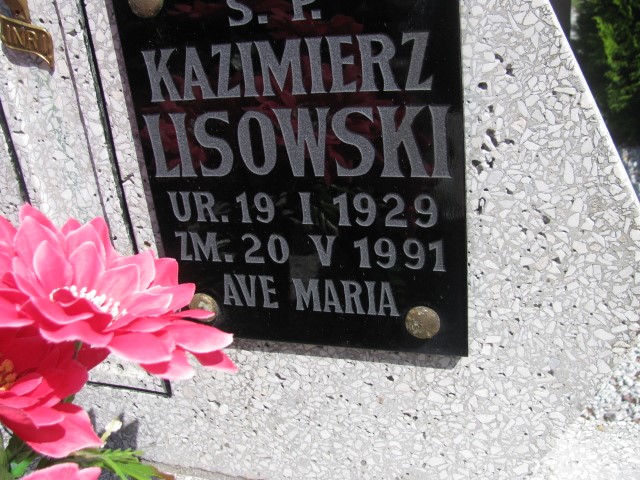 INRI
Ś. P.
KAZIMIERZ
LISOWSKI
UR. 19 I 1929
ZM. 20 V 1991
AVE MARIA